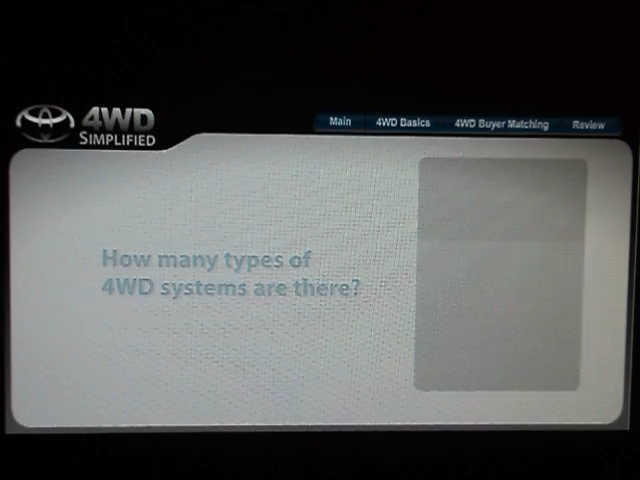 4WD
SIMPLIFIED
Main 4WD Basics 4WD Buyer Matching Review
How many types of
4WD systems are there?